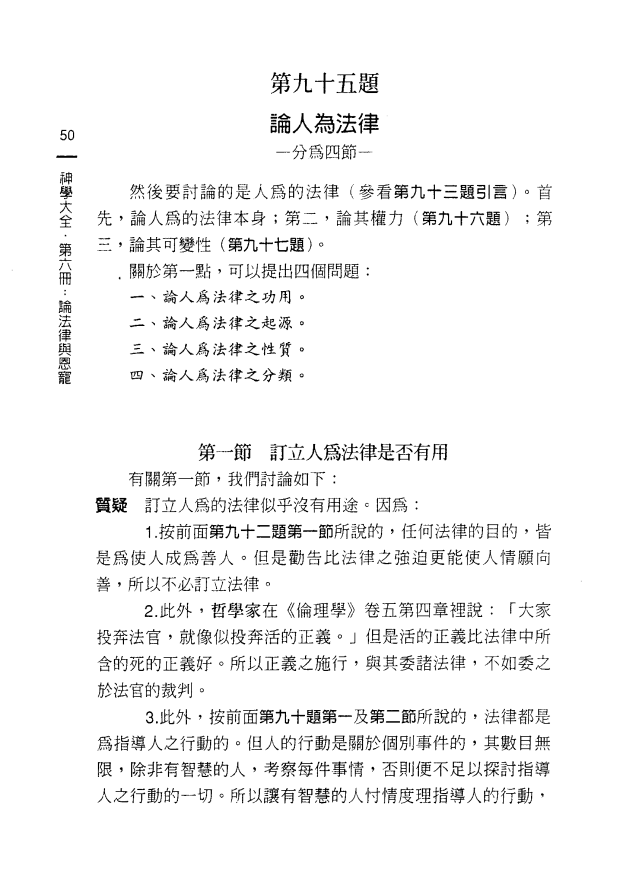 第九十五題
論人為法律
—分爲四節—
50
神學大全．第六冊：論法律與恩寵
然後要討論的是人爲的法律（參看第九十三題引言）。首
先，論人爲的法律本身；第二，論其權力（第九十六題）；第
三，論其可變性（第九十七題）。
關於第一點，可以提出四個問題：
一、論人爲法律之功用。
二、論人爲法律之起源。
三、論人爲法律之性質。
四、論人爲法律之分類。
第一節　訂立人爲法律是否有用
有關第一節，我們討論如下：
質疑　訂立人爲的法律似乎沒有用途。因爲：
1.按前面第九十二題第一節所說的，任何法律的目的，皆
是爲使人成爲善人。但是勸告比法律之強迫更能使人情願向
善，所以不必訂立法律。
2.此外，哲學家在《倫理學》卷五第四章裡說：「大家
投奔法官，就像似投奔活的正義。」但是活的正義比法律中所
含的死的正義好。所以正義之施行，與其委諸法律，不如委之
於法官的裁判。
3.此外，按前面第九十題第一及第二節所說的，法律都是
爲指導人之行動的。但人的行動是關於個別事件的，其數目無
限，除非有智慧的人，考察每件事情，否則便不足以探討指導
人之行動的一切。所以讓有智慧的人忖情度理指導人的行動，